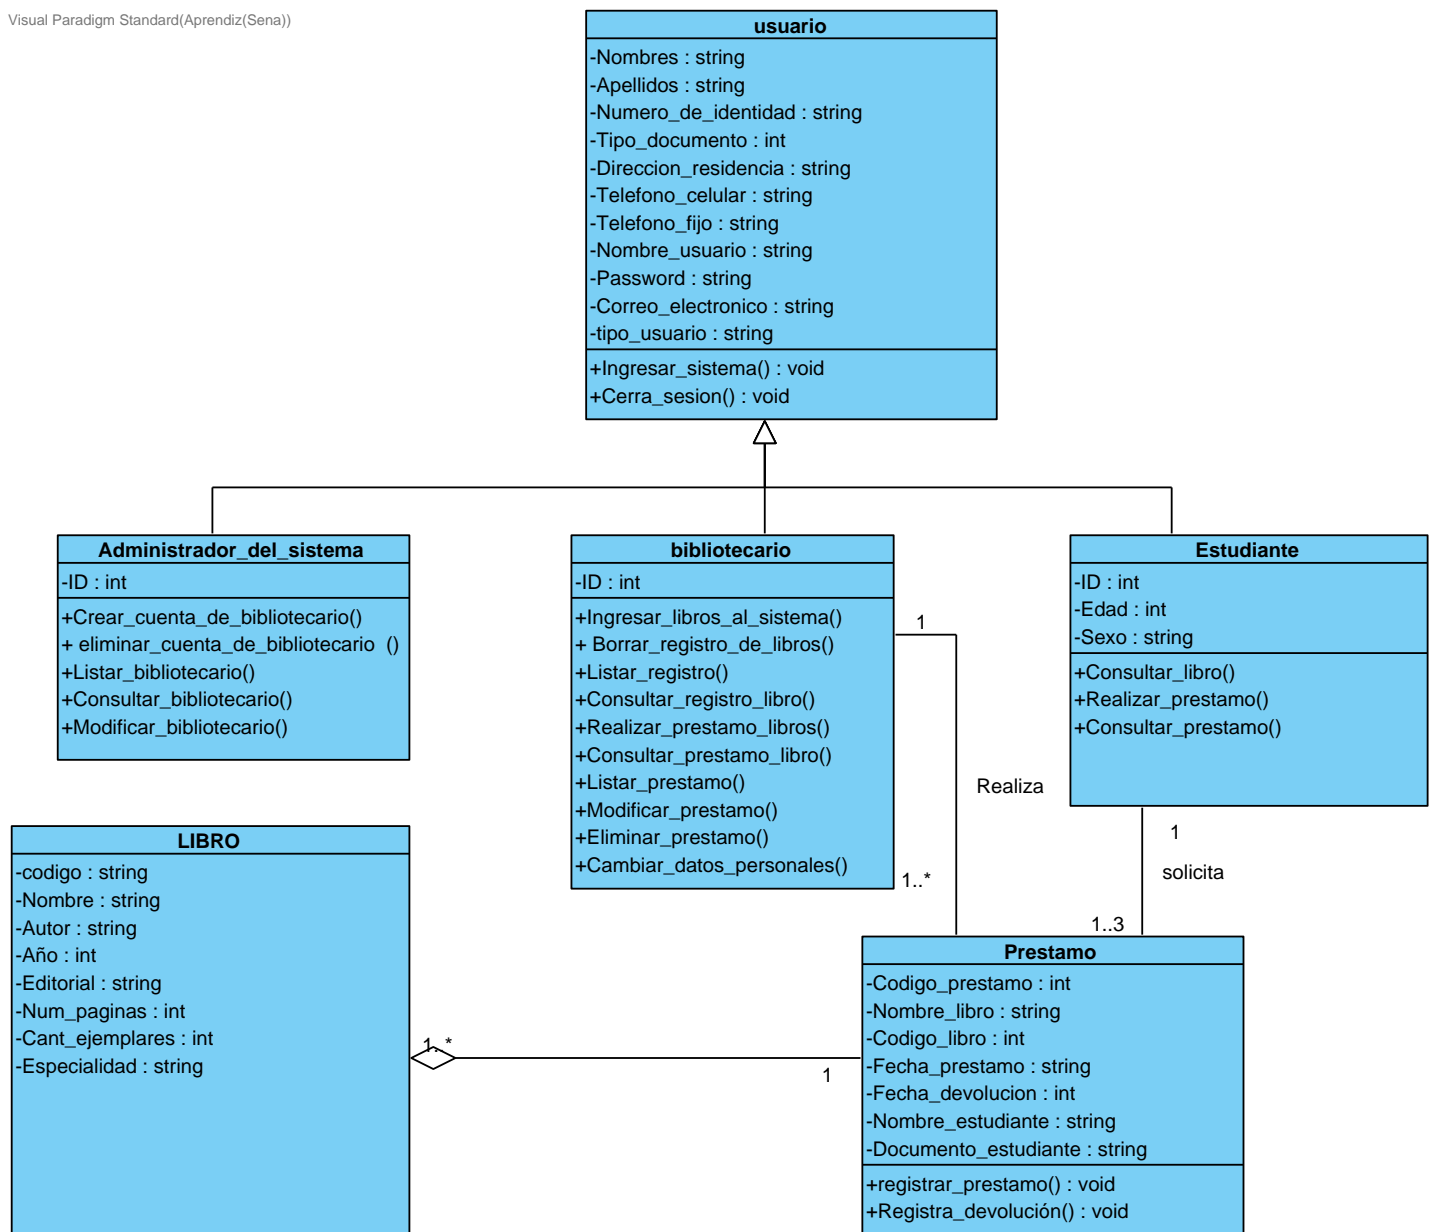 Visual Paradigm Standard(Aprendiz(Sena))
usuario
-Nombres : string
-Apellidos : string
-Numero_de_identidad : string
-Tipo_documento : int
-Direccion_residencia : string
-Telefono_celular : string
-Telefono_fijo : string
-Nombre_usuario : string
-Password : string
-Correo_electronico : string
-tipo_usuario : string
+Ingresar_sistema() : void
+Cerra_sesion() : void
Administrador_del_sistema
-ID : int
+Crear_cuenta_de_bibliotecario()
+ eliminar_cuenta_de_bibliotecario ()
+Listar_bibliotecario()
+Consultar_bibliotecario()
+Modificar_bibliotecario()
bibliotecario
-ID : int
+Ingresar_libros_al_sistema()
+ Borrar_registro_de_libros()
+Listar_registro()
+Consultar_registro_libro()
+Realizar_prestamo_libros()
+Consultar_prestamo_libro()
+Listar_prestamo()
+Modificar_prestamo()
+Eliminar_prestamo()
+Cambiar_datos_personales()
1
Realiza
1..*
Estudiante
-ID : int
-Edad : int
-Sexo : string
+Consultar_libro()
+Realizar_prestamo()
+Consultar_prestamo()
1
solicita
1..3
LIBRO
-codigo : string
-Nombre : string
-Autor : string
-Año : int
-Editorial : string
-Num_paginas : int
-Cant_ejemplares : int
-Especialidad : string
1..*
1
Prestamo
-Codigo_prestamo : int
-Nombre_libro : string
-Codigo_libro : int
-Fecha_prestamo : string
-Fecha_devolucion : int
-Nombre_estudiante : string
-Documento_estudiante : string
+registrar_prestamo() : void
+Registra_devolución() : void